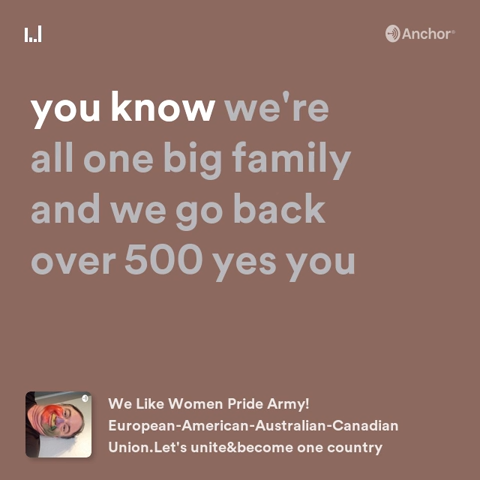 Anchor
you know we're
all one big family
and we go back
over 500 yes you
We Like Women Pride Army!
European-American-Australian-Canadian
Union.Let's unite&become one country